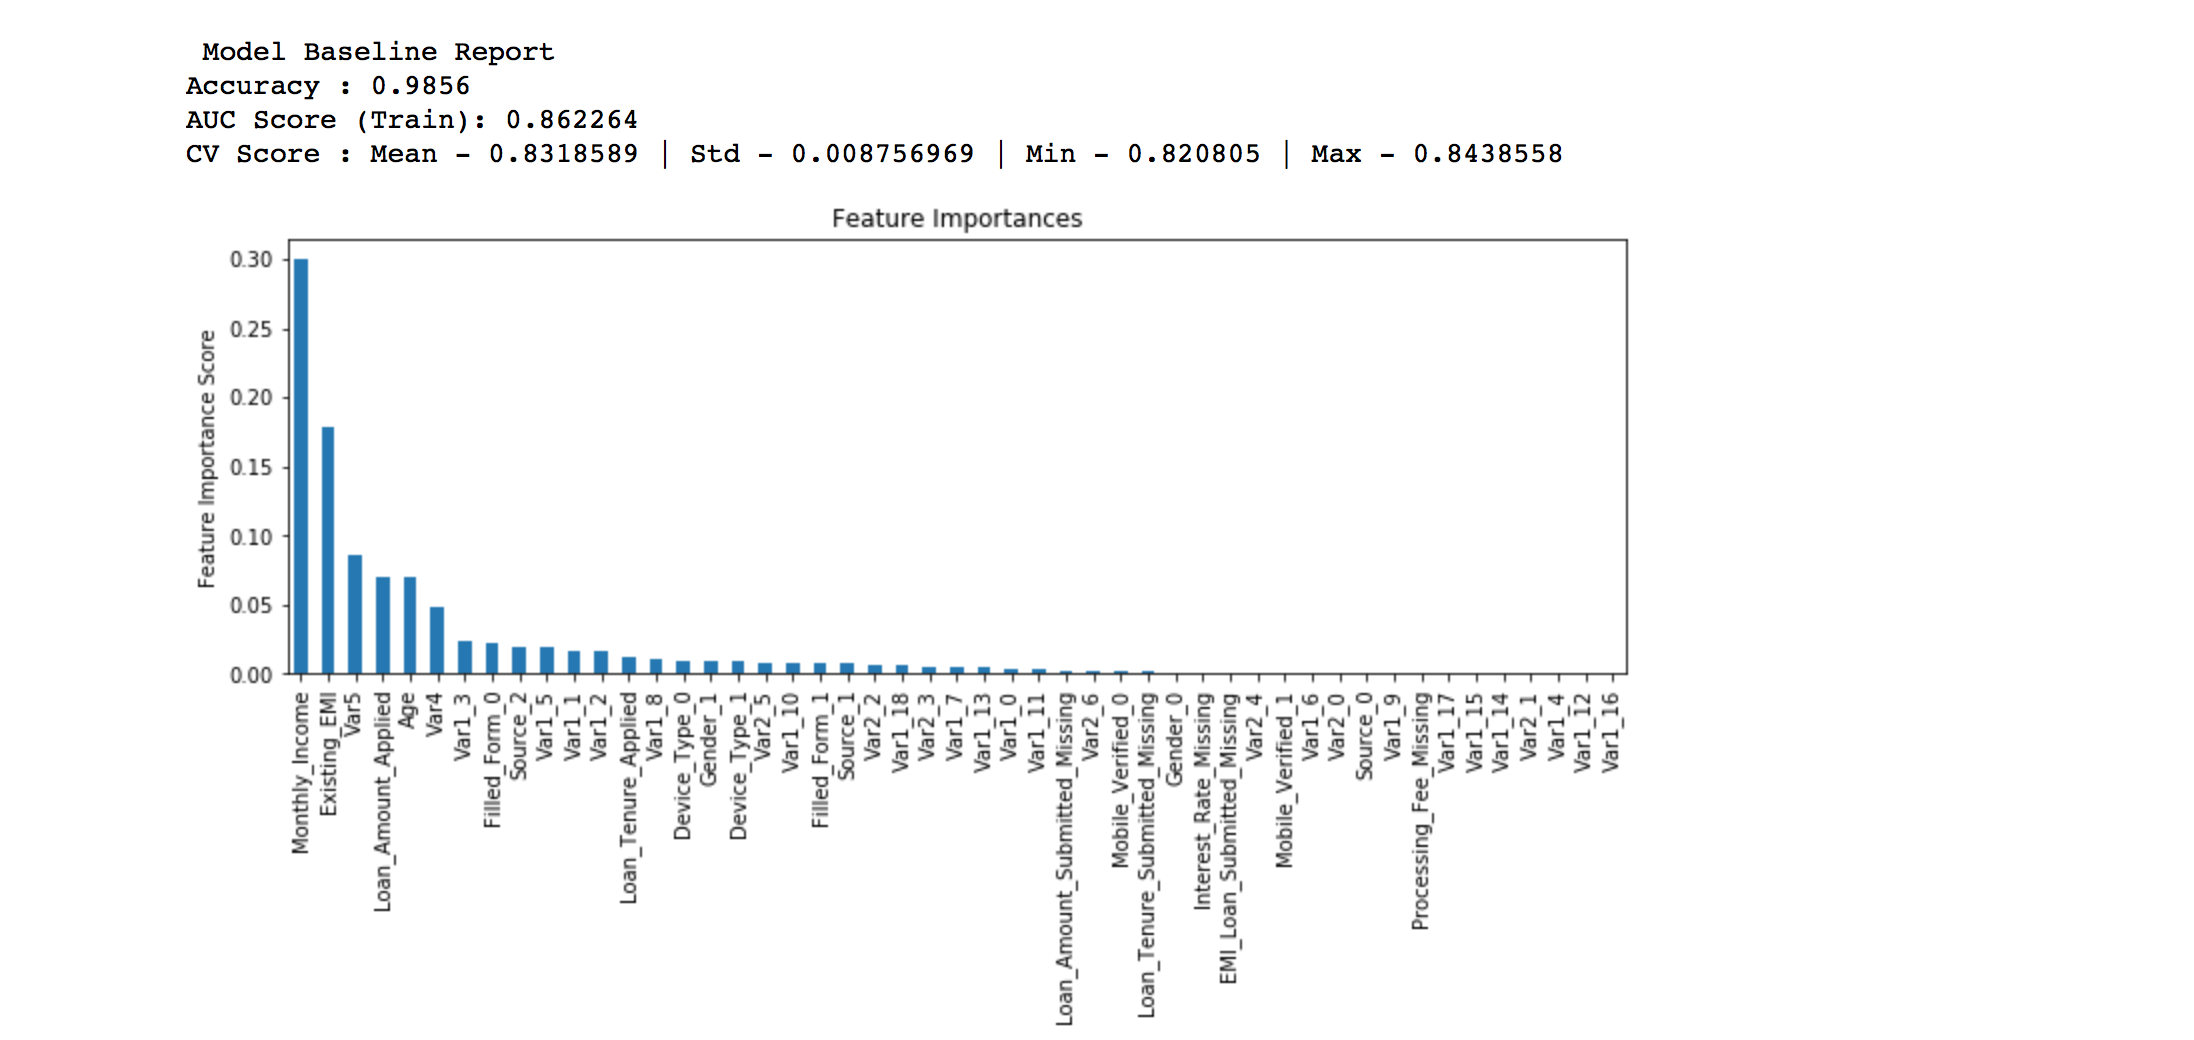 Model Baseline Report
Accuracy : 0.9856
AUC Score (Train): 0.862264
CV Score : Mean - 0.8318589 | Std - 0.008756969 | Min - 0.820805 | Max - 0.8438558
Feature Importances
Feature Importance Score
0.30
0.25
0.20
0.15
0.10
0.05
0.00
Monthly_Income
Existing_EMI
Var5
Loan_Amount_Applied
Age
Var4
Var1_3
Filled_Form_0
Source_2
Var1_5
Var1_1
Var1_2
Loan_Tenure_Applied
Var1_8
Device_Type_0
Gender_1
Device_Type_1
Var2_5
Var1_10
Filled_Form_1
Source_1
Var2_2
Var1_18
Var2_3
Var1_7
Var1_13
Var1_0
Var1_11
Loan_Amount_Submitted_Missing
Var2_6
Mobile_Verified_0
Loan_Tenure_Submitted_Missing
Gender_0
Interest_Rate_Missing
EMI_Loan_Submitted_Missing
Var2_4
Mobile_Verified_1
Var1_6
Var2_0
Source_0
Var1_9
Processing_Fee_Missing
Var1_17
Var1_15
Var1_14
Var2_1
Var1_4
Var1_12
Var1_16